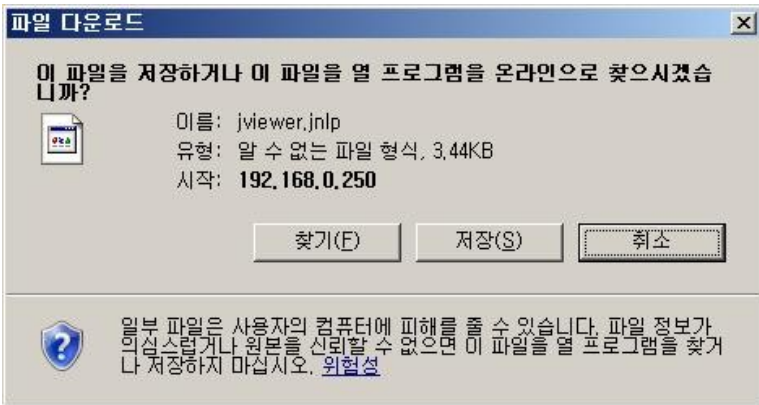 파일 다운로드
이 파일을 저장하거나 이 파일을 열 프로그램을 온라인으로 찾으시겠습
니까?
이름: jviewer.jnlp
유형: 알 수 없는 파일 형식, 3.44KB
시작: 192.168.0.250
찾기(F) 저장(S) 취소
일부 파일은 사용자의 컴퓨터에 피해를 줄 수 있습니다. 파일 정보가
의심스럽거나 원본을 신뢰할 수 없으면 이 파일을 열 프로그램을 찾거
나 저장하지 마십시오. 위험성